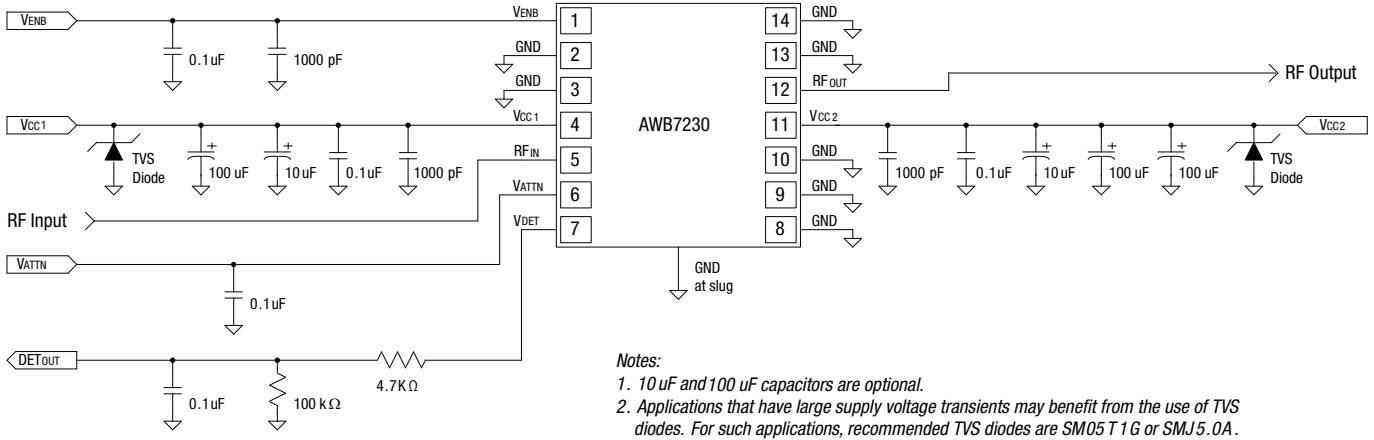 VENB
VENB
0.1uF
1000 pF
GND
GND
VCC1
VCC1
TVS
Diode
100 uF
10uF
0.1uF
1000 pF
RF Input
RFIN
VATTN
VDET
VATTN
0.1uF
DETOUT
0.1uF
100 kΩ
4.7KΩ
1
2
3
4
5
6
7
AWB7230
14
13
12
11
10
9
8
GND
at slug
GND
GND
RFOUT
RF Output
VCC2
VCC2
GND
GND
GND
1000 pF
0.1uF
10uF
100 uF
100 uF
TVS
Diode
Notes:
1. 10 uF and 100 uF capacitors are optional.
2. Applications that have large supply voltage transients may benefit from the use of TVS
diodes. For such applications, recommended TVS diodes are SM05T1G or SMJ5.0A.